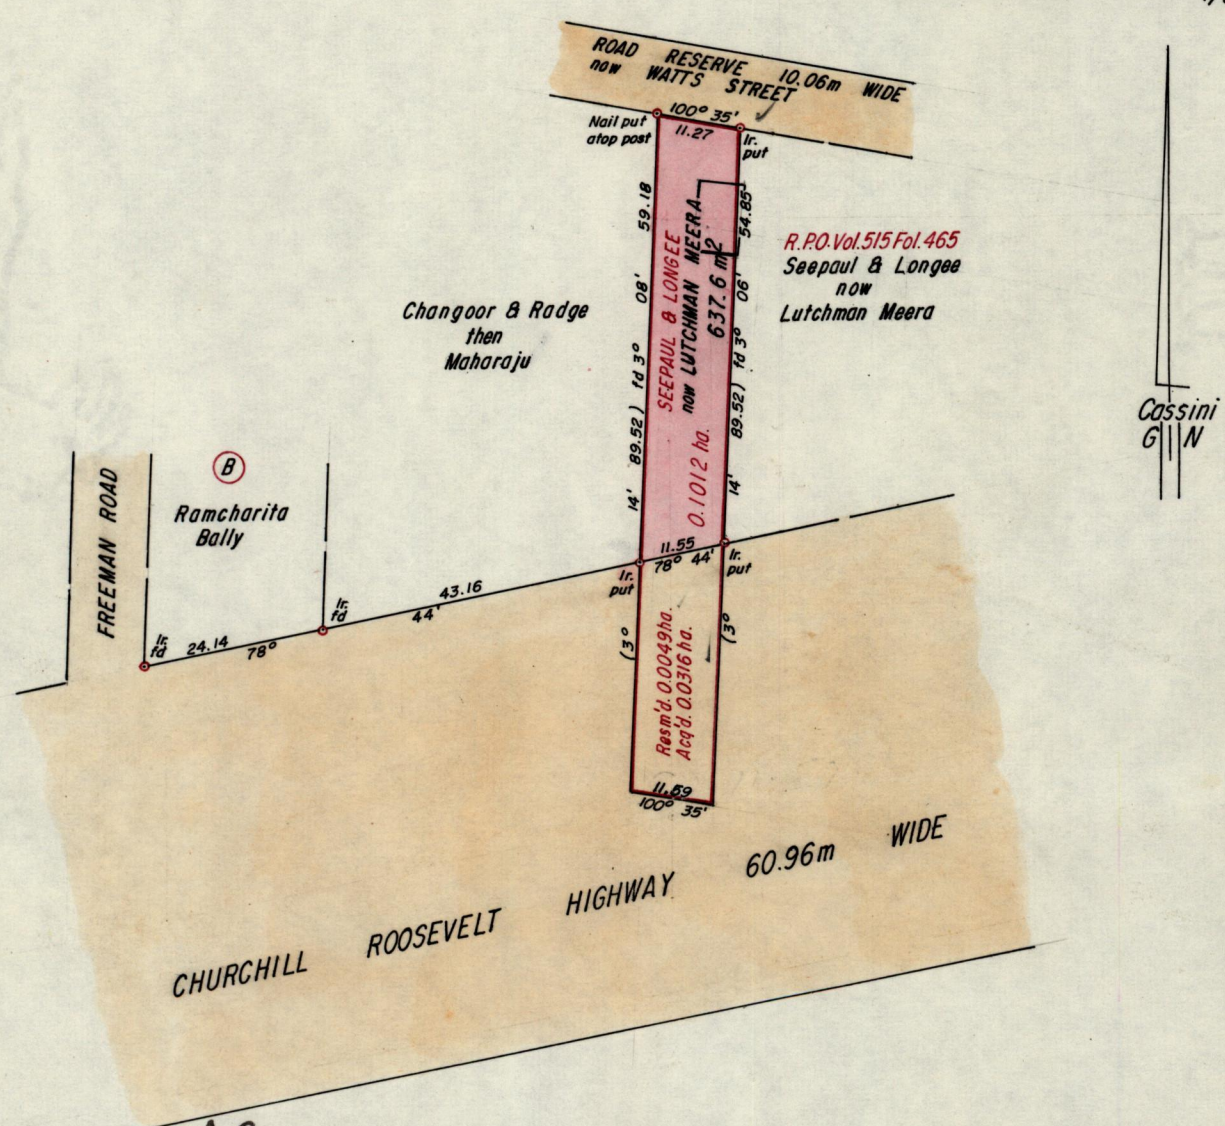 ROAD RESERVE 10.06m WIDE
now WATTS STREET
100° 35'
11.27
Nail put
atop post
Ir.
put
59.18
08'
89.52) fd 3°
14'
SEEPAUL & LONGEE
now LUTCHMAN MEERA
637.6 m2
0.1012 ha.
54.85
06'
89.52) fd 3°
14'
R.P.O. Vol. 515 Fol. 465
Seepaul & Longee
now
Lutchman Meera
Changoor & Radge
then
Maharaju
Cassini
G N
B
Ramcharita
Bally
FREEMAN ROAD
11.55
78° 44'
Ir.
put
Ir.
put
43.16
44'
Ir.
fd
24.14
78°
Ir.
fd
(3°
(3°
Resm'd. 0.0049 ha.
Acq'd. 0.0316 ha.
11.59
100° 35'
CHURCHILL ROOSEVELT HIGHWAY 60.96m WIDE